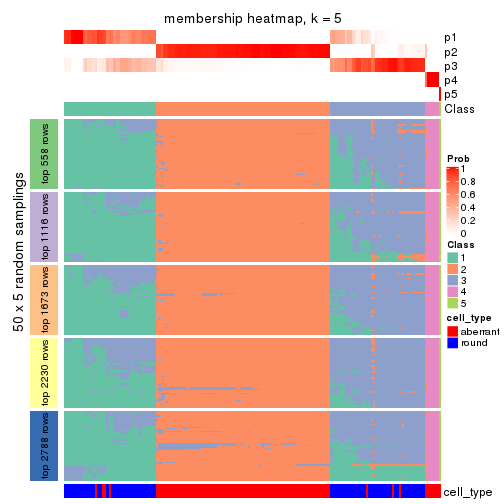 membership heatmap, k = 5
p1
p2
p3
p4
p5
Class
50 x 5 random samplings
top 558 rows
top 1116 rows
top 1673 rows
top 2230 rows
top 2788 rows
cell_type
Prob
1
0.8
0.6
0.4
0.2
0
Class
1
2
3
4
5
cell_type
aberrant
round